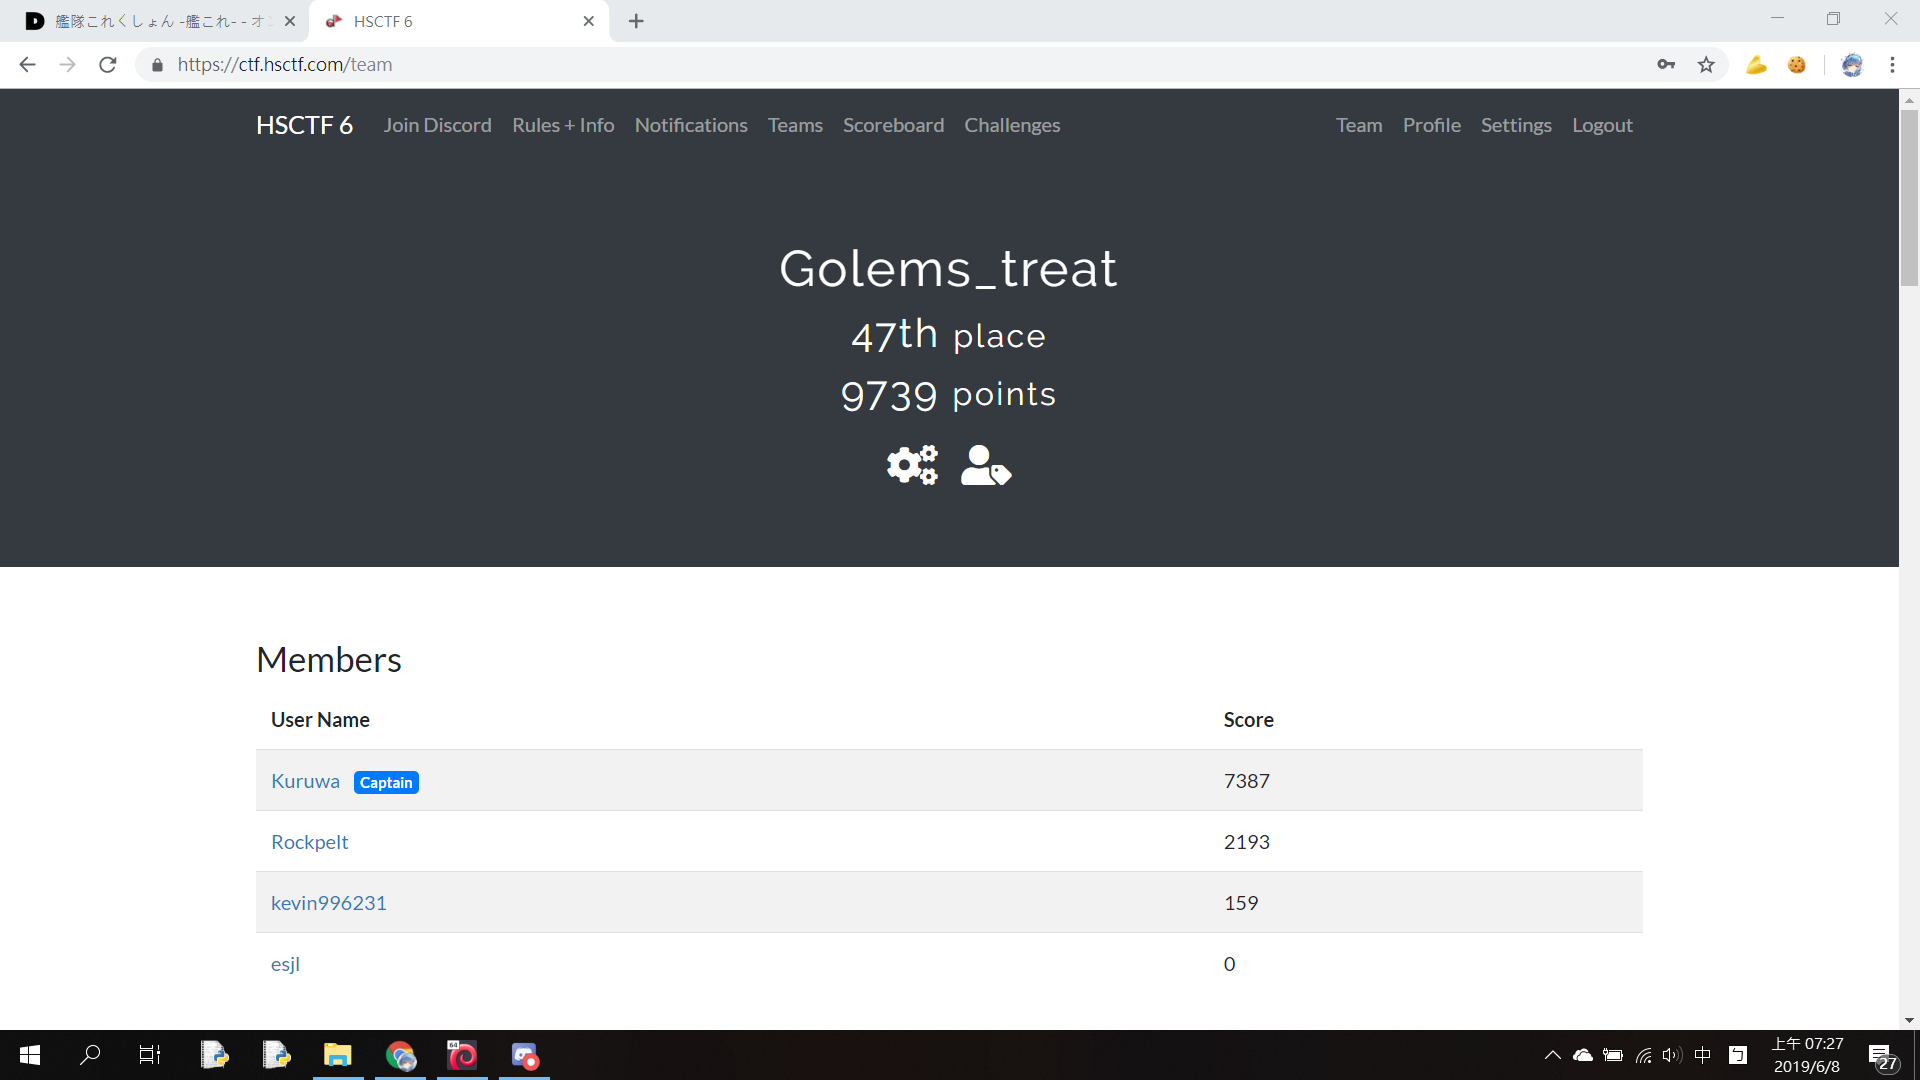 艦隊これくしょん -艦これ- - オン
HSCTF 6
https://ctf.hsctf.com/team
HSCTF 6 Join Discord Rules + Info Notifications Teams Scoreboard Challenges Team Profile Settings Logout
Golems_treat
47th place
9739 points
Members
User Name Score
Kuruwa Captain 7387
Rockpelt 2193
kevin996231 159
esjl 0
64
中 ㄅ
上午 07:27
2019/6/8
27